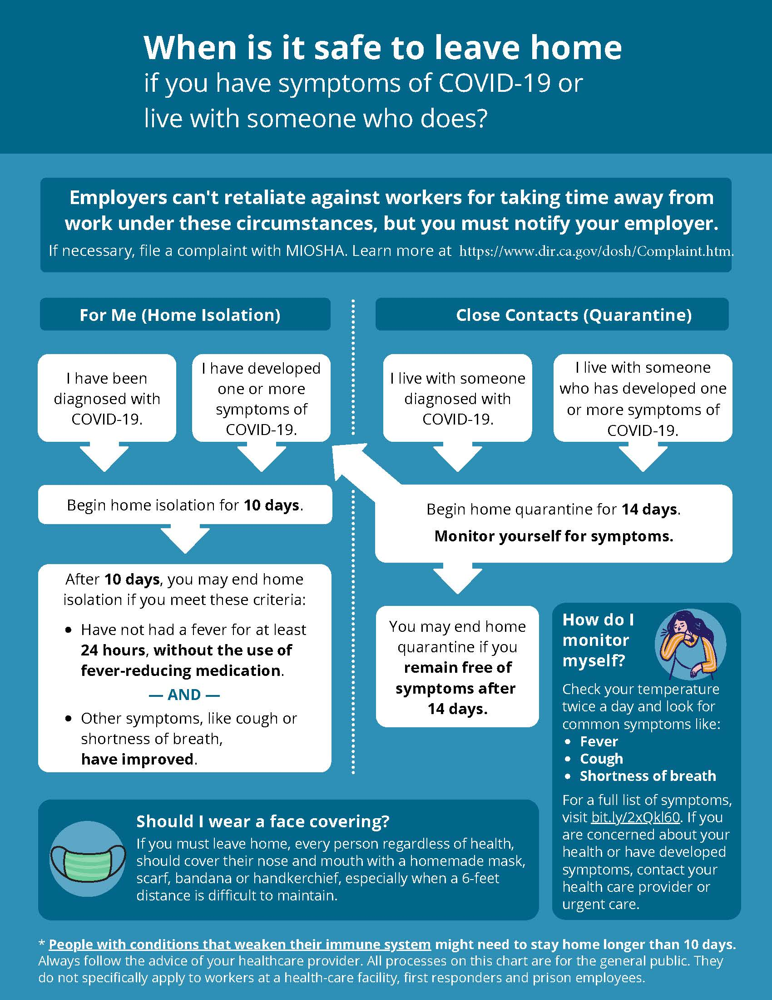 When is it safe to leave home
if you have symptoms of COVID-19 or
live with someone who does?
Employers can't retaliate against workers for taking time away from
work under these circumstances, but you must notify your employer.
If necessary, file a complaint with MIOSHA. Learn more at https://www.dir.ca.gov/dosh/Complaint.htm.
For Me (Home Isolation)
I have been
diagnosed with
COVID-19.
I have developed
one or more
symptoms of
COVID-19.
Begin home isolation for 10 days.
After 10 days, you may end home
isolation if you meet these criteria:
• Have not had a fever for at least
24 hours, without the use of
fever-reducing medication.
— AND —
• Other symptoms, like cough or
shortness of breath,
have improved.
Close Contacts (Quarantine)
I live with someone
diagnosed with
COVID-19.
I live with someone
who has developed one
or more symptoms of
COVID-19.
Begin home quarantine for 14 days.
Monitor yourself for symptoms.
You may end home
quarantine if you
remain free of
symptoms after
14 days.
How do I
monitor
myself?
Check your temperature
twice a day and look for
common symptoms like:
• Fever
• Cough
• Shortness of breath
For a full list of symptoms,
visit bit.ly/2xQkl60. If you
are concerned about your
health or have developed
symptoms, contact your
health care provider or
urgent care.
Should I wear a face covering?
If you must leave home, every person regardless of health,
should cover their nose and mouth with a homemade mask,
scarf, bandana or handkerchief, especially when a 6-feet
distance is difficult to maintain.
* People with conditions that weaken their immune system might need to stay home longer than 10 days.
Always follow the advice of your healthcare provider. All processes on this chart are for the general public. They
do not specifically apply to workers at a health-care facility, first responders and prison employees.